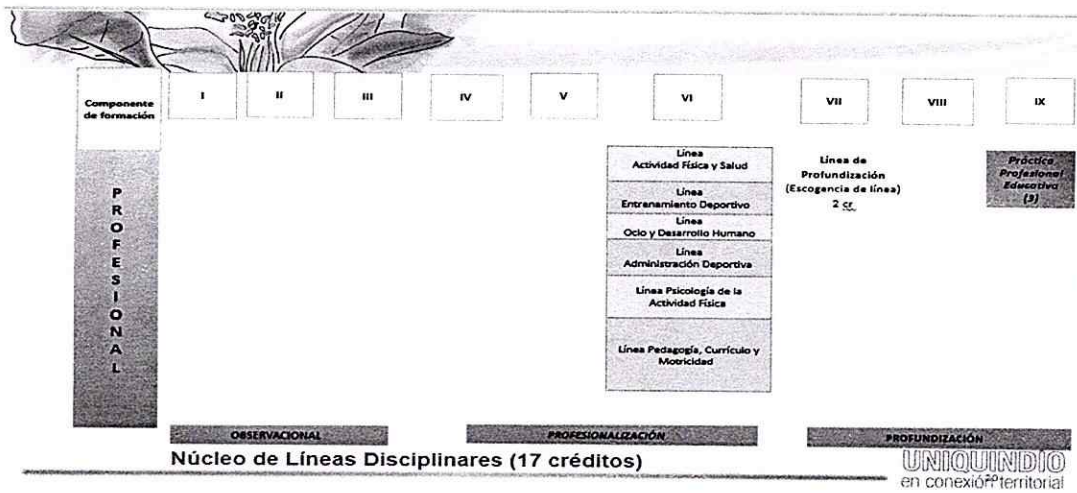 Componente
de formación
I
II
III
IV
V
VI
VII
VIII
IX
PROFESIONAL
Línea
Actividad Física y Salud
Línea
Entrenamiento Deportivo
Línea
Ocio y Desarrollo Humano
Línea
Administración Deportiva
Línea Psicología de la
Actividad Física
Línea Pedagogía, Currículo y
Motricidad
Línea de
Profundización
(Escogencia de línea)
2 cr
Práctica
Profesional
Educativa
(3)
OBSERVACIONAL
PROFESIONALIZACIÓN
PROFUNDIZACIÓN
Núcleo de Líneas Disciplinares (17 créditos)
UNIQUINDÍO
en conexión territorial